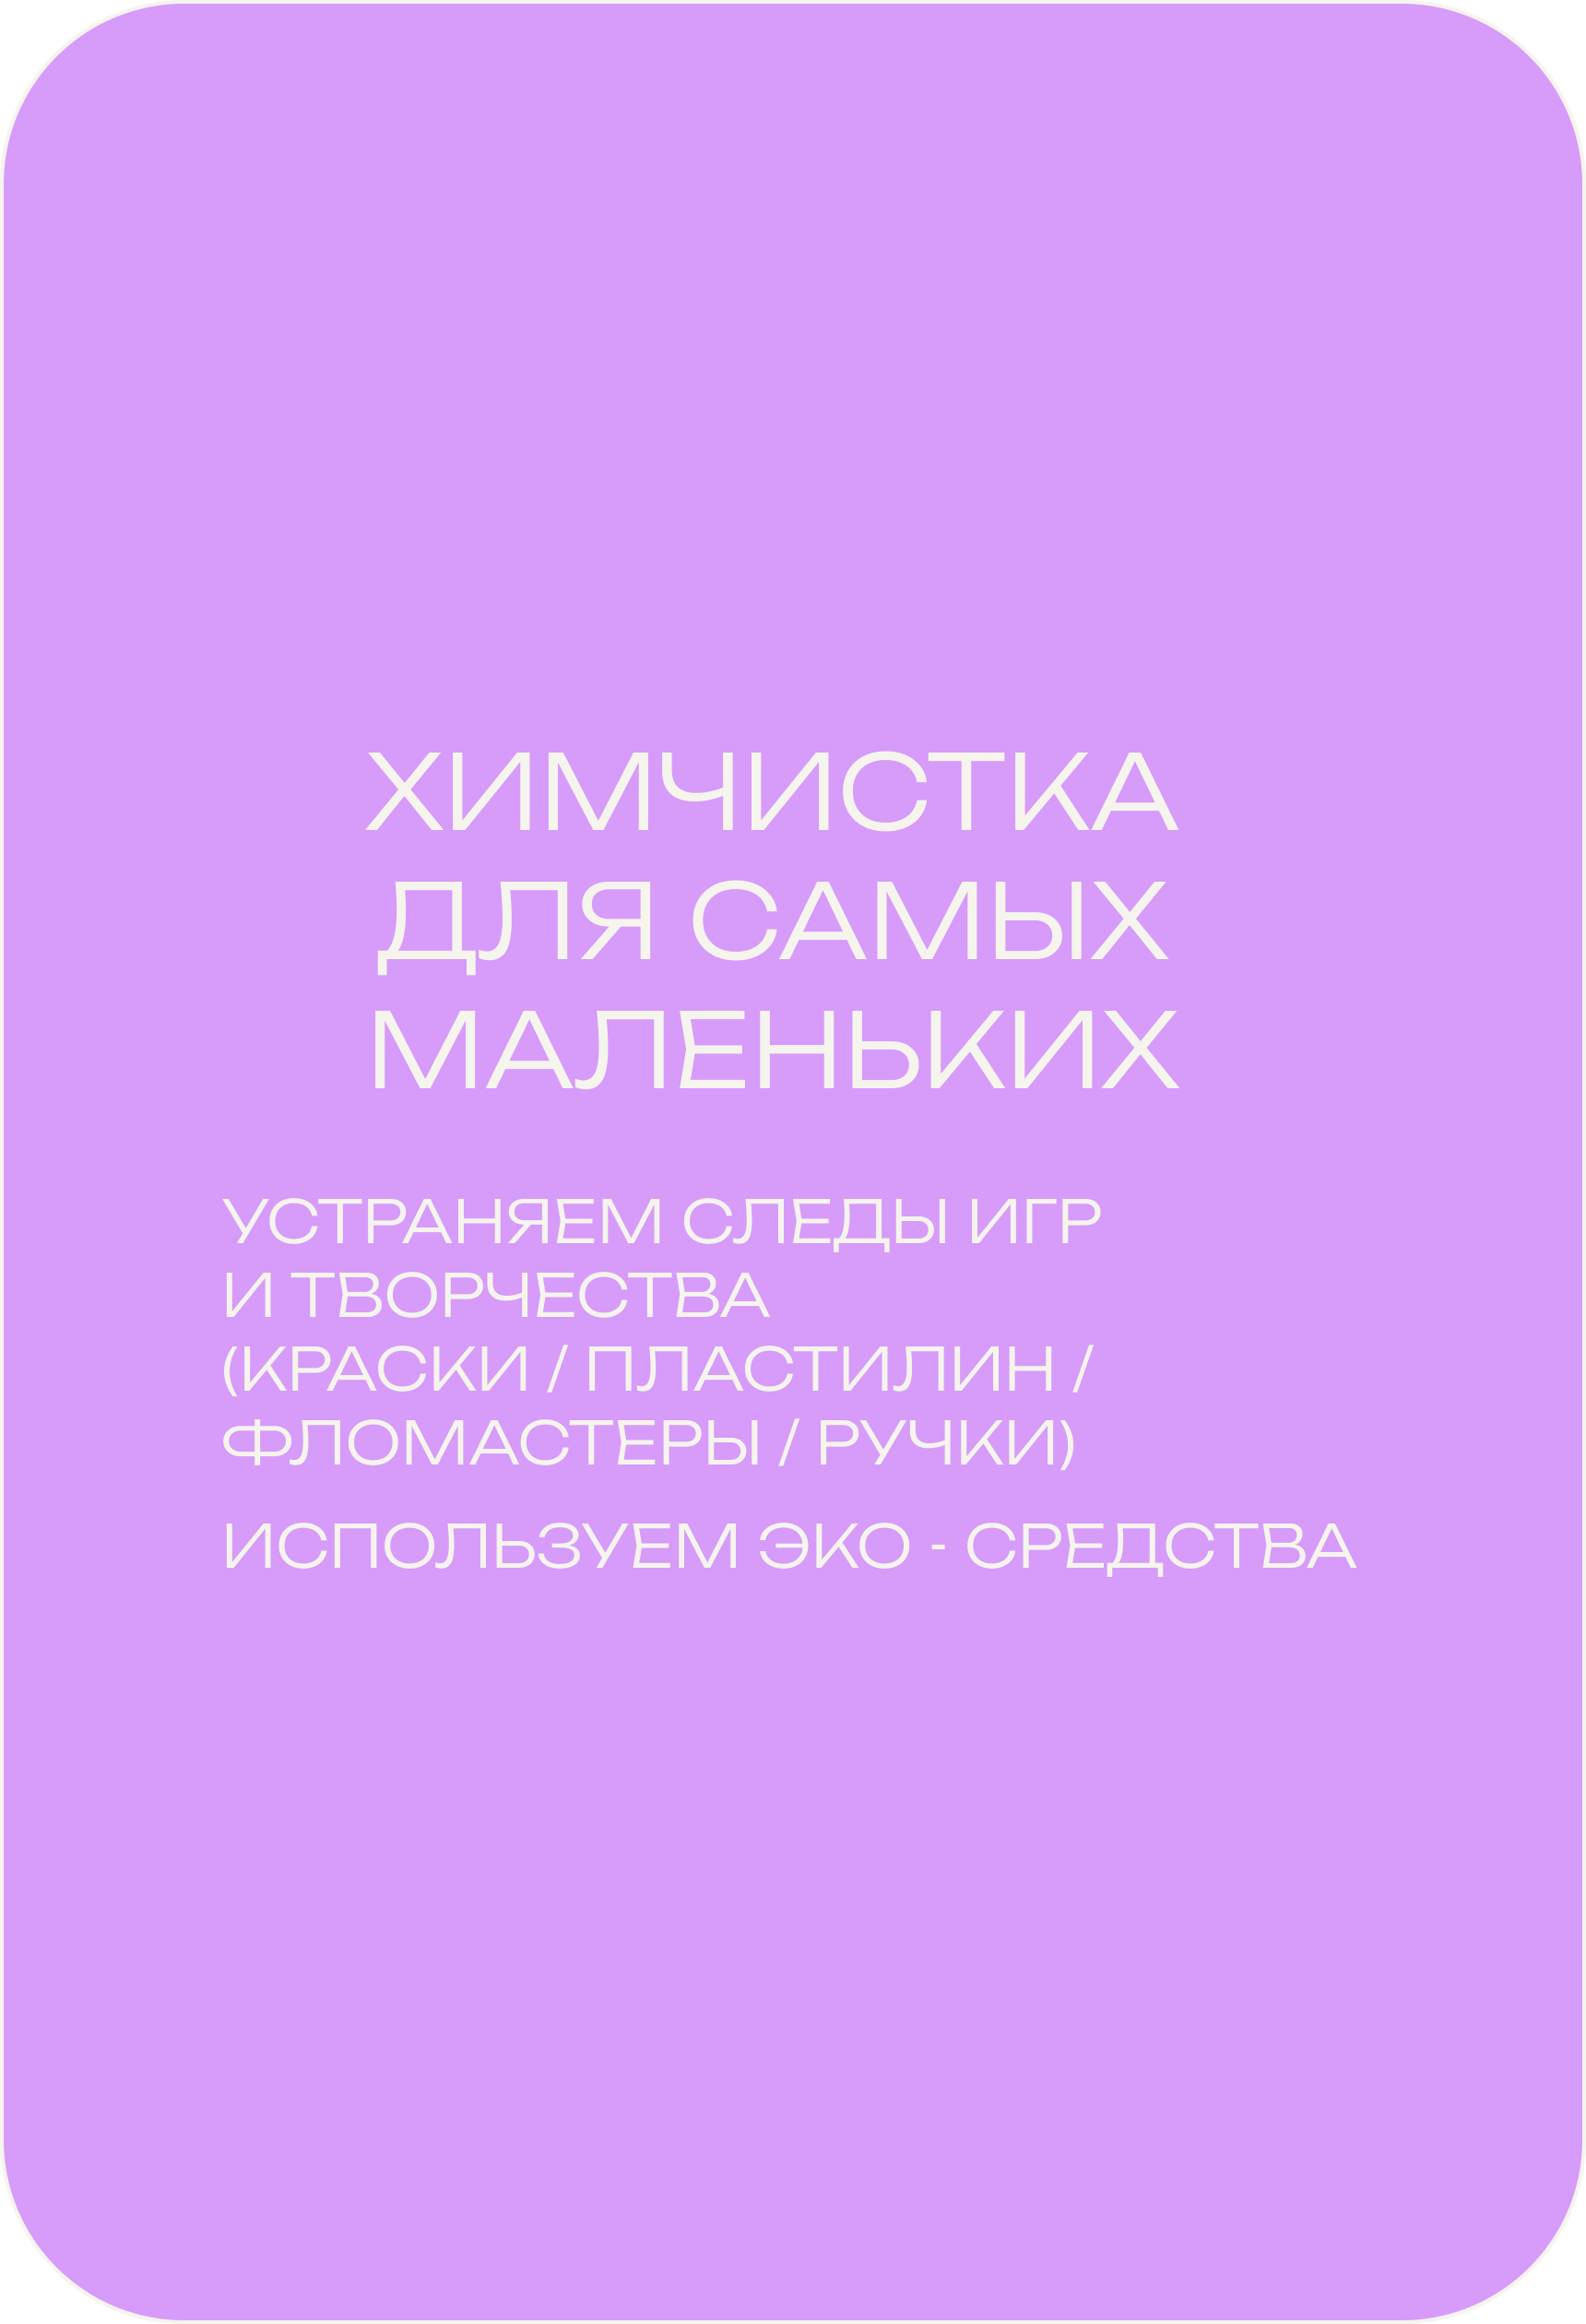 ХИМЧИСТКА
ДЛЯ САМЫХ
МАЛЕНЬКИХ
УСТРАНЯЕМ СЛЕДЫ ИГР
И ТВОРЧЕСТВА
(КРАСКИ / ПЛАСТИЛИН /
ФЛОМАСТЕРЫ / РУЧКИ)
ИСПОЛЬЗУЕМ ЭКО - СРЕДСТВА